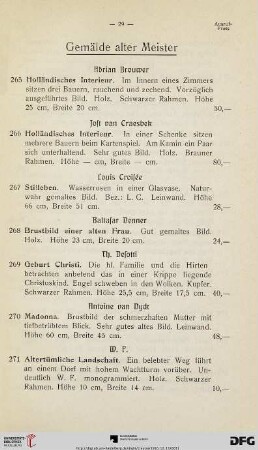 — 29 —
Ausruf-
Preis
Gemälde alter Meister
Adrian Brouwer
265 Holländisches Interieur. Im Innern eines Zimmers
sitzen drei Bauern, rauchend und zechend. Vorzüglich
ausgeführtes Bild. Holz. Schwarzer Rahmen. Höhe
25 cm, Breite 20 cm. 50,—
Jost van Craesbek
266 Holländisches Interieur. In einer Schenke sitzen
mehrere Bauern beim Kartenspiel. Am Kamin ein Paar
sich unterhaltend. Sehr gutes Bild. Holz. Brauner
Rahmen. Höhe — cm, Breite — cm. 80,—
Louis
267 Stilleben. Wasserrosen in einer Glasvase. Natur-
wahr gemaltes Bild. Bez.: L. C. Leinwand. Höhe
66 cm, Breite 51 cm. 28,—
Baltasar Denner
268 Brustbild einer alten Frau. Gut gemaltes Bild.
Holz. Höhe 23 cm, Breite 20 cm. 24,—
Th.
269 Geburt Christi. Die hl. Familie und die Hirten
betrachten anbetend das in einer Krippe liegende
Christuskind. Engel schweben in den Wolken. Kupfer.
Schwarzer Rahmen. Höhe 25,5 cm, Breite 17,5 cm. 40,—
Antoine van Dyck
270 Madonna. Brustbild der schmerzhaften Mutter mit
tiefbetrübtem Blick. Sehr gutes altes Bild. Leinwand.
Höhe 60 cm, Breite 45 cm. 48,—
W. F.
271 Altertümliche Landschaft. Ein belebter Weg führt
an einem Dorf mit hohem Wachtturm vorüber. Un-
deutlich W. F. monogrammiert. Holz. Schwarzer
Rahmen. Höhe 10 cm, Breite 14 cm. 10,—
UNIVERSITÄTS-
BIBLIOTHEK
HEIDELBERG
DFG